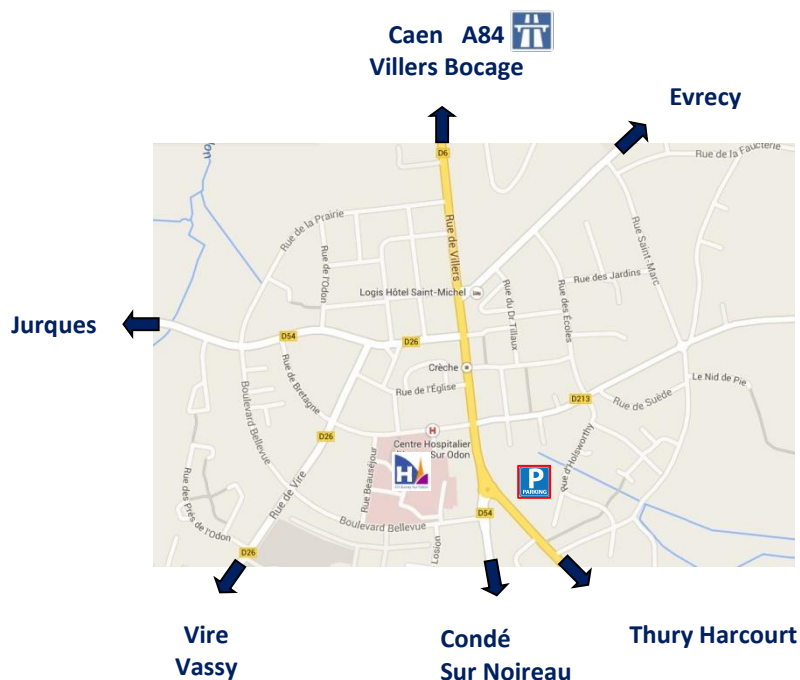 Caen A84
Villers Bocage
Evrecy
on
D6
Rue de la Faucterie
Rue de la Prairie
Rue de Villers
Rue Saint-Marc
Rue de l'Odon
Rue des Jardins
Logis Hôtel Saint-Michel
Rue du Dr Tillaux
Rue des Écoles
Jurques
D54
D26
Crèche
Le Nid de Pie
Rue de Bretagne
Rue de l'Église
D213
Rue de Suède
Boulevard Bellevue
D26
H
Centre Hospitalier
Sur Odon
H
Rue Beauséjour
Rue d'Holsworthy
P
PARKING
Rue de Vire
Rue des Prés de l'Odon
Boulevard Bellevue
D54
Losion
D26
Vire
Vassy
Condé
Sur Noireau
Thury Harcourt